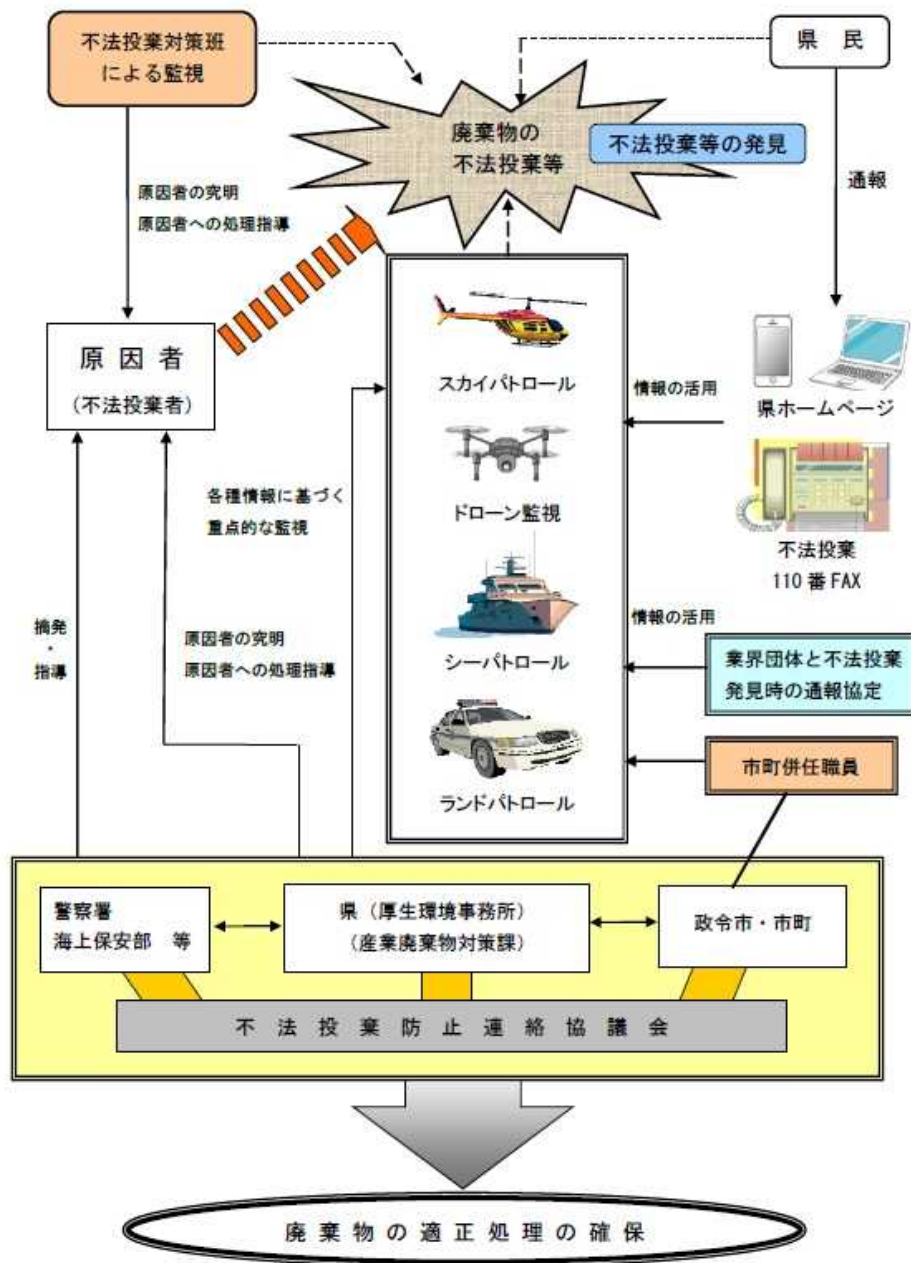 不法投棄対策班
による監視
県 民
廃棄物の
不法投棄等
不法投棄等の発見
通報
原因者の究明
原因者への処理指導
原 因 者
(不法投棄者)
スカイパトロール
情報の活用
県ホームページ
ドローン監視
各種情報に基づく
重点的な監視
不法投棄
110 番 FAX
シーパトロール
情報の活用
摘発
・
指導
原因者の究明
原因者への処理指導
業界団体と不法投棄
発見時の通報協定
ランドパトロール
市町併任職員
警察署
海上保安部 等
県（厚生環境事務所）
（産業廃棄物対策課）
政令市・市町
不 法 投 棄 防 止 連 絡 協 議 会
廃 棄 物 の 適 正 処 理 の 確 保